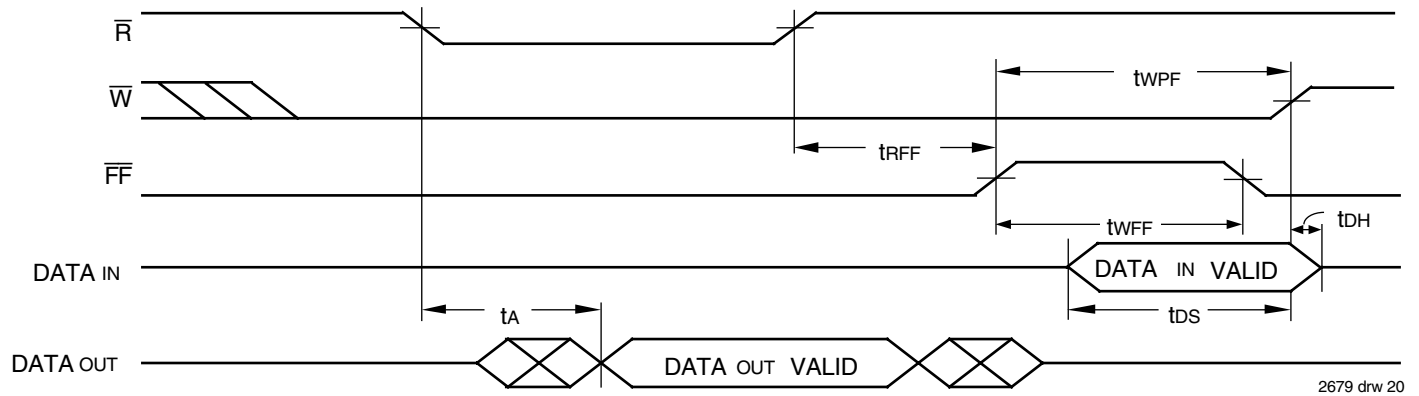 R̅
tWPF
W̅
tRFF
F̅F̅
tWFF
tDH
DATA IN
DATA IN VALID
tA
tDS
DATA OUT
DATA OUT VALID
2679 drw 20